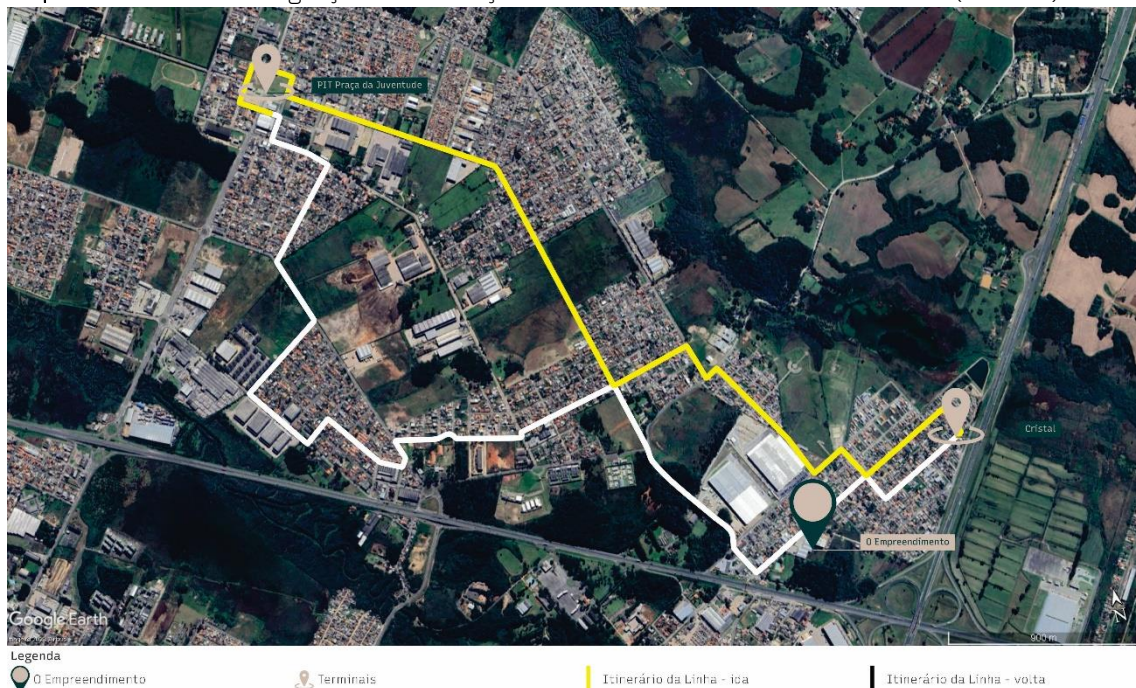 PIT Praça da Juventude
Cristal
O Empreendimento
Google Earth
900 m
Legenda
O Empreendimento
Terminais
Itinerário da Linha - ida
Itinerário da Linha - volta